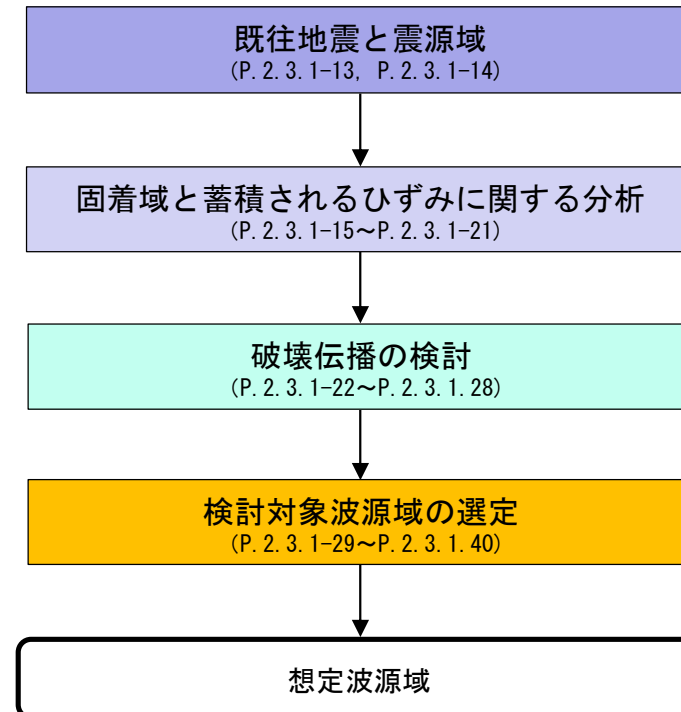 既往地震と震源域
(P.2.3.1-13, P.2.3.1-14)
固着域と蓄積されるひずみに関する分析
(P.2.3.1-15～P.2.3.1-21)
破壊伝播の検討
(P.2.3.1-22～P.2.3.1.28)
検討対象波源域の選定
(P.2.3.1-29～P.2.3.1.40)
想定波源域